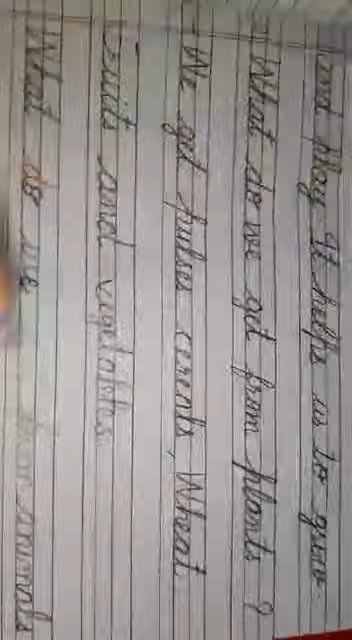 and play It helps us to grow.
What do we get from plants ?
We get pulses cereals, Wheat
fruits and vegetables
What do we animals